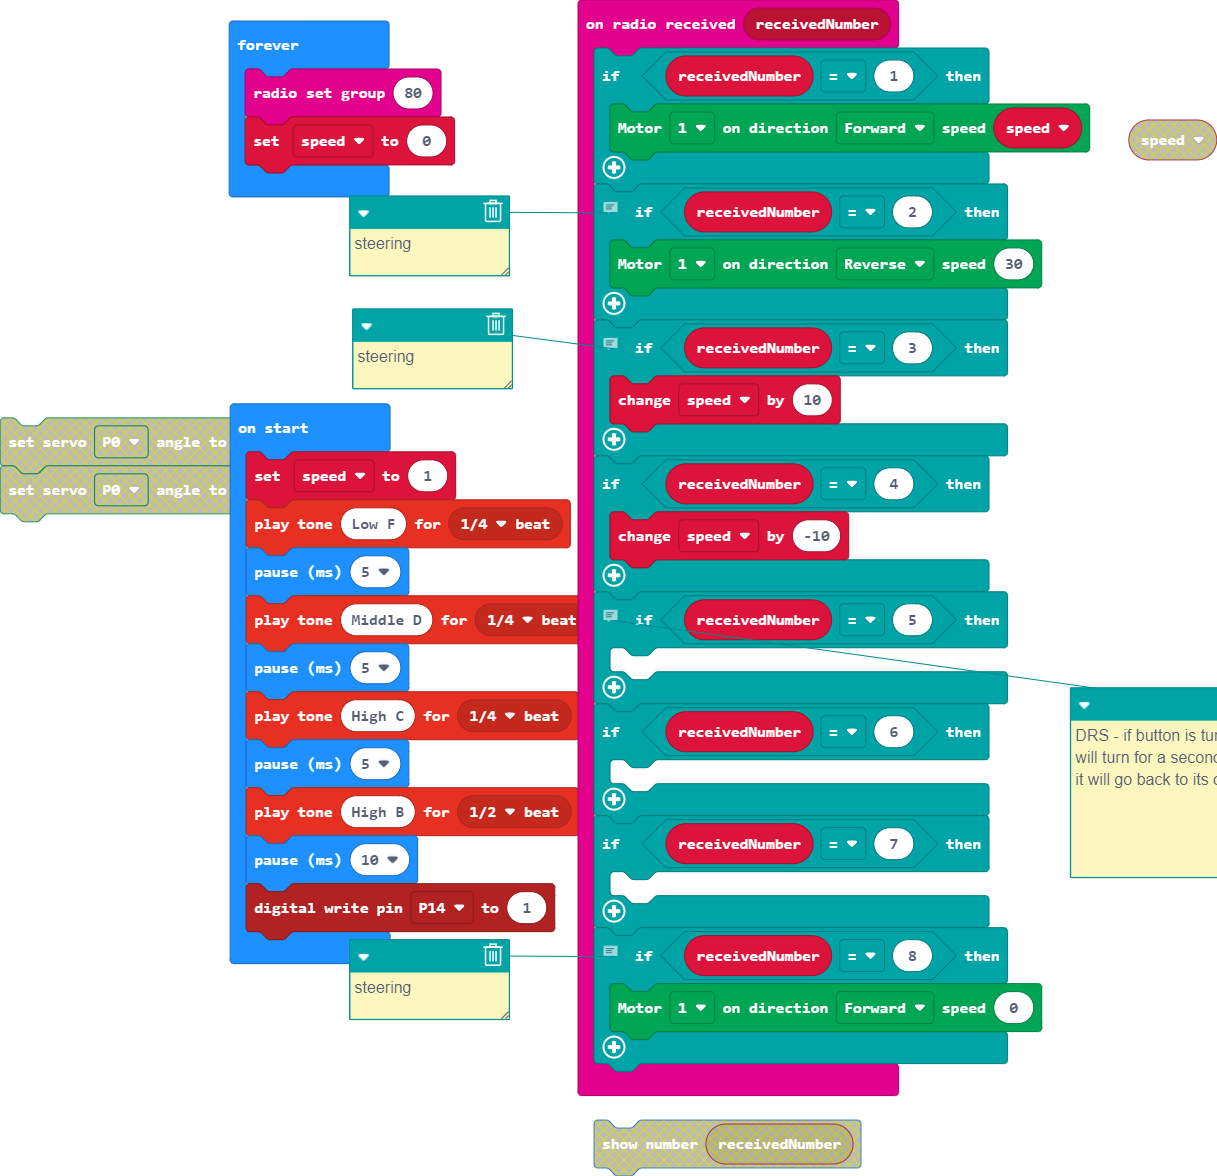 forever
radio set group 80
set speed to 0
steering
steering
set servo P0 angle to
set servo P0 angle to
on start
set speed to 1
play tone Low F for 1/4 beat
pause (ms) 5
play tone Middle D for 1/4 beat
pause (ms) 5
play tone High C for 1/4 beat
pause (ms) 5
play tone High B for 1/2 beat
pause (ms) 10
digital write pin P14 to 1
steering
on radio received receivedNumber
if receivedNumber = 1 then
Motor 1 on direction Forward speed speed
if receivedNumber = 2 then
Motor 1 on direction Reverse speed 30
if receivedNumber = 3 then
change speed by 10
if receivedNumber = 4 then
change speed by -10
if receivedNumber = 5 then
if receivedNumber = 6 then
if receivedNumber = 7 then
if receivedNumber = 8 then
Motor 1 on direction Forward speed 0
show number receivedNumber
speed
DRS - if button is
will turn for a
it will go back to its